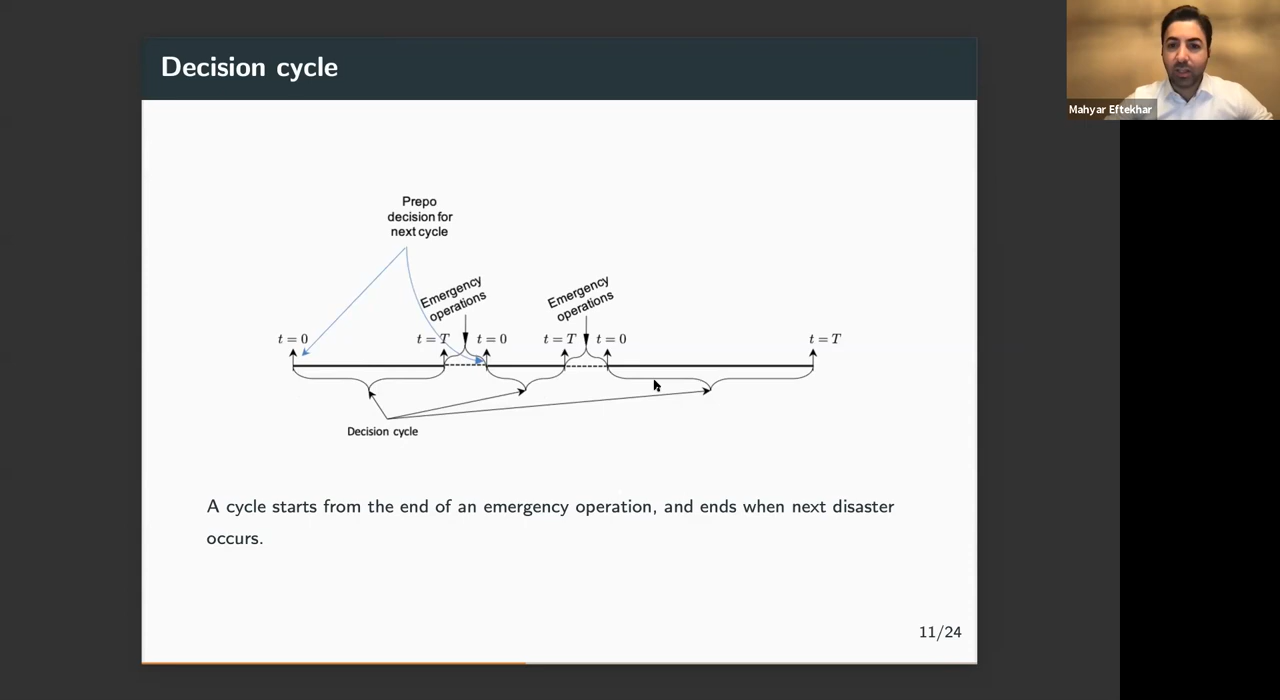 Decision cycle
Mahyar Eftekhar
Prepo
decision for
next cycle
Emergency
operations
Emergency
operations
t = 0
t = T
t = 0
t = T
t = 0
t = T
Decision cycle
A cycle starts from the end of an emergency operation, and ends when next disaster
occurs.
11/24